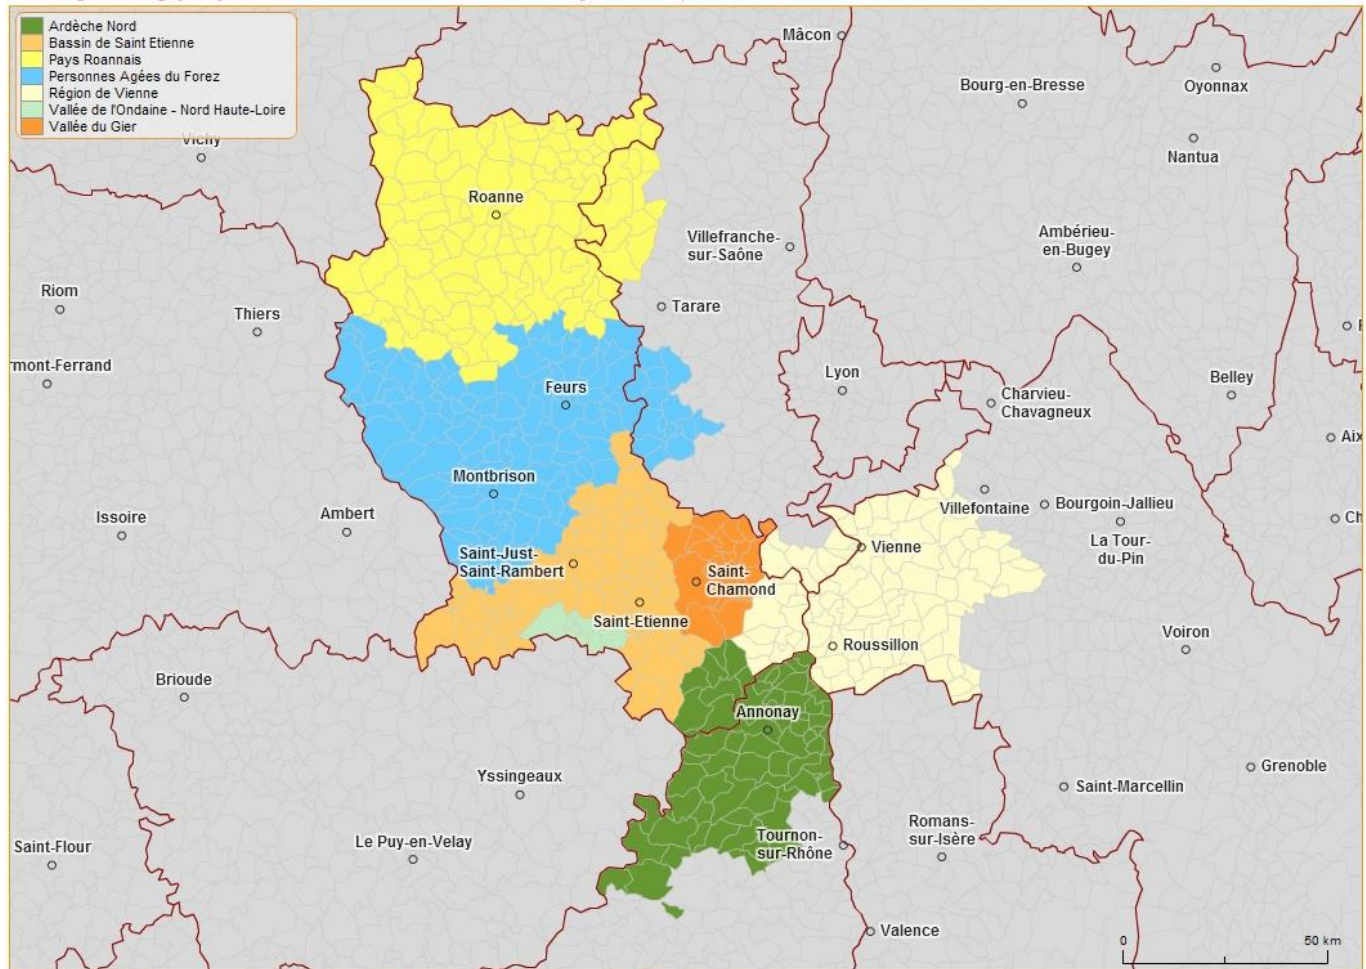 Ardèche Nord
Bassin de Saint Etienne
Pays Roannais
Personnes Agées du Forez
Région de Vienne
Vallée de l'Ondaine - Nord Haute-Loire
Vallée du Gier
Mâcon
Bourg-en-Bresse
Oyonnax
Vichy
Nantua
Roanne
Villefranche-
sur-Saône
Ambérieu-
en-Bugey
Riom
Thiers
Tarare
rmont-Ferrand
Feurs
Lyon
Charvieu-
Chavagneux
Belley
Aix
Montbrison
Issoire
Ambert
Villefontaine
Bourgoin-Jallieu
La Tour-
du-Pin
Ch
Saint-Just-
Saint-Rambert
Saint-
Chamond
Vienne
Saint-Etienne
Roussillon
Voiron
Brioude
Annonay
Yssingeaux
Saint-Marcellin
Grenoble
Saint-Flour
Le Puy-en-Velay
Tournon-
sur-Rhône
Romans-
sur-Isère
Valence
0
50 km